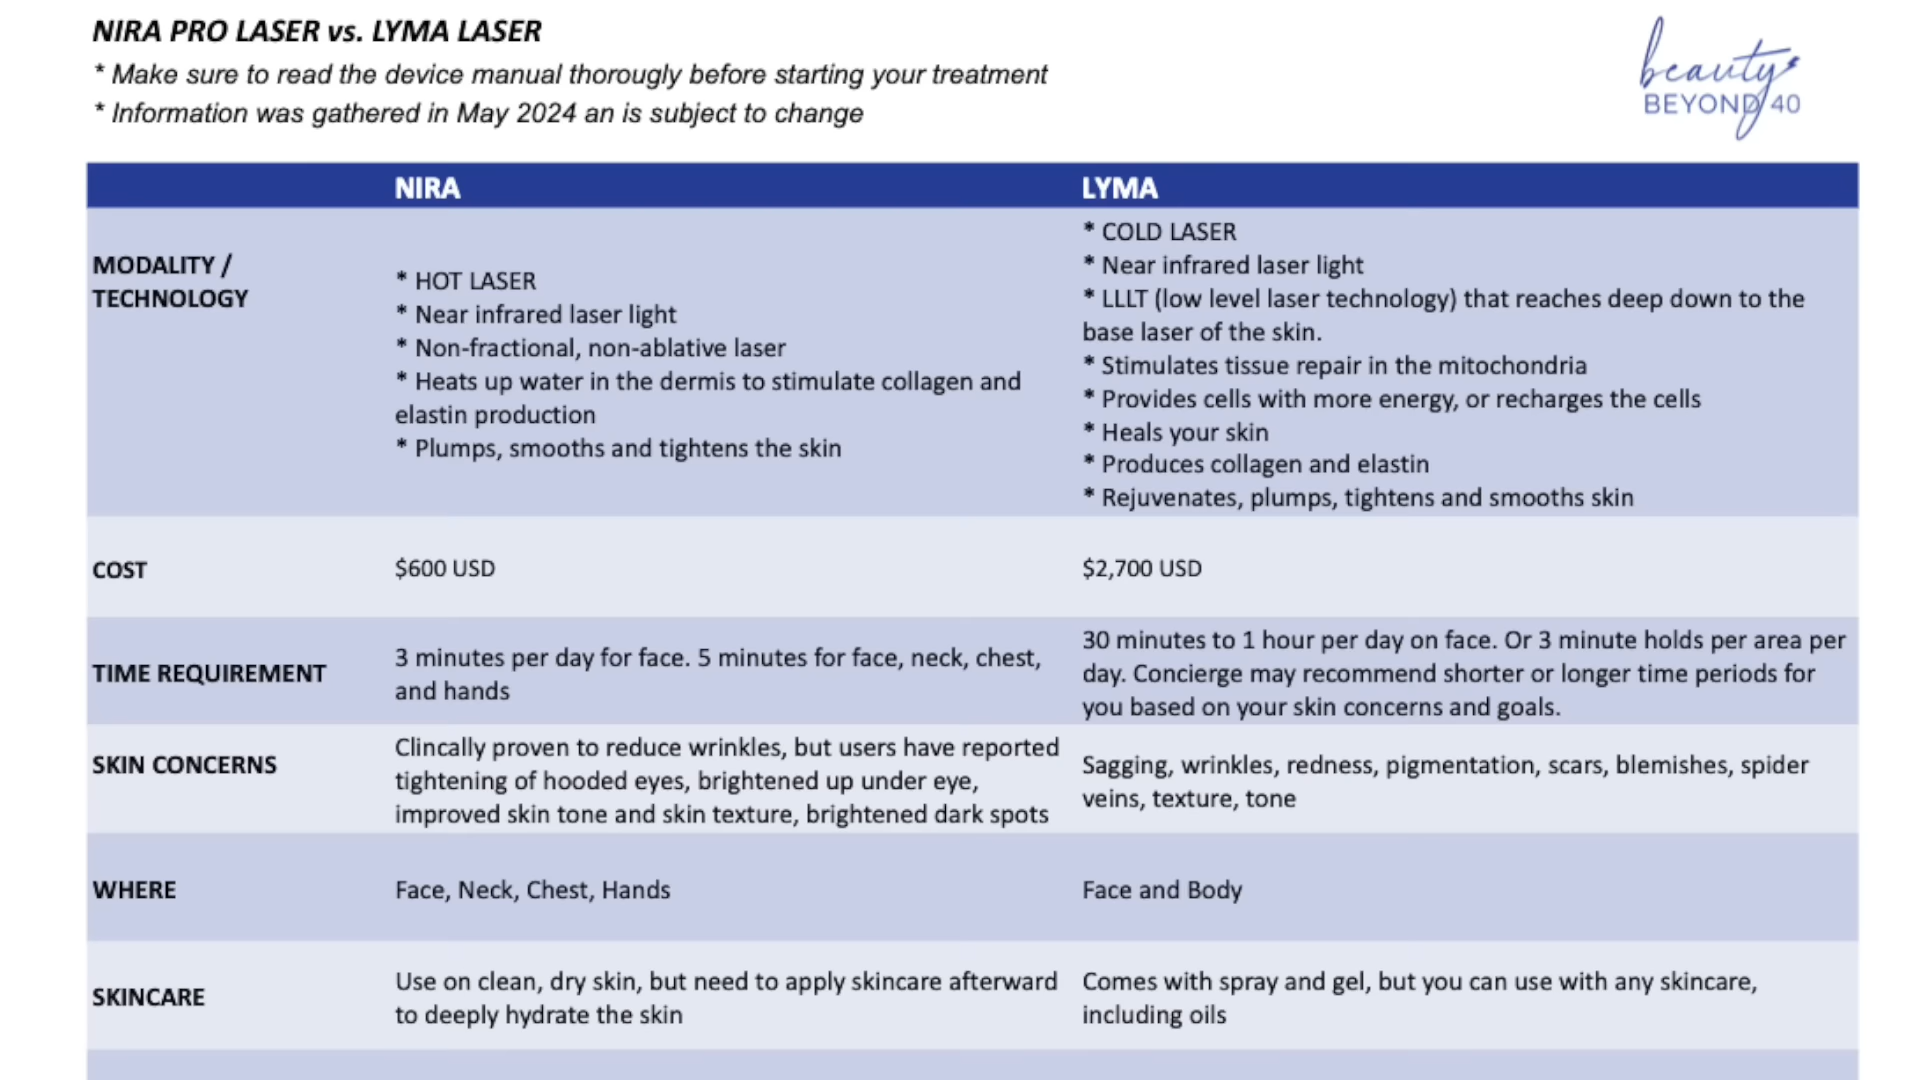 NIRA PRO LASER vs. LYMA LASER
* Make sure to read the device manual thorougly before starting your treatment
* Information was gathered in May 2024 an is subject to change
beauty
BEYOND 40
NIRA
LYMA
MODALITY /
TECHNOLOGY
* HOT LASER
* Near infrared laser light
* Non-fractional, non-ablative laser
* Heats up water in the dermis to stimulate collagen and
elastin production
* Plumps, smooths and tightens the skin
* COLD LASER
* Near infrared laser light
* LLLT (low level laser technology) that reaches deep down to the
base laser of the skin.
* Stimulates tissue repair in the mitochondria
* Provides cells with more energy, or recharges the cells
* Heals your skin
* Produces collagen and elastin
* Rejuvenates, plumps, tightens and smooths skin
COST
$600 USD
$2,700 USD
TIME REQUIREMENT
3 minutes per day for face. 5 minutes for face, neck, chest,
and hands
30 minutes to 1 hour per day on face. Or 3 minute holds per area per
day. Concierge may recommend shorter or longer time periods for
you based on your skin concerns and goals.
SKIN CONCERNS
Clincally proven to reduce wrinkles, but users have reported
tightening of hooded eyes, brightened up under eye,
improved skin tone and skin texture, brightened dark spots
Sagging, wrinkles, redness, pigmentation, scars, blemishes, spider
veins, texture, tone
WHERE
Face, Neck, Chest, Hands
Face and Body
SKINCARE
Use on clean, dry skin, but need to apply skincare afterward
to deeply hydrate the skin
Comes with spray and gel, but you can use with any skincare,
including oils